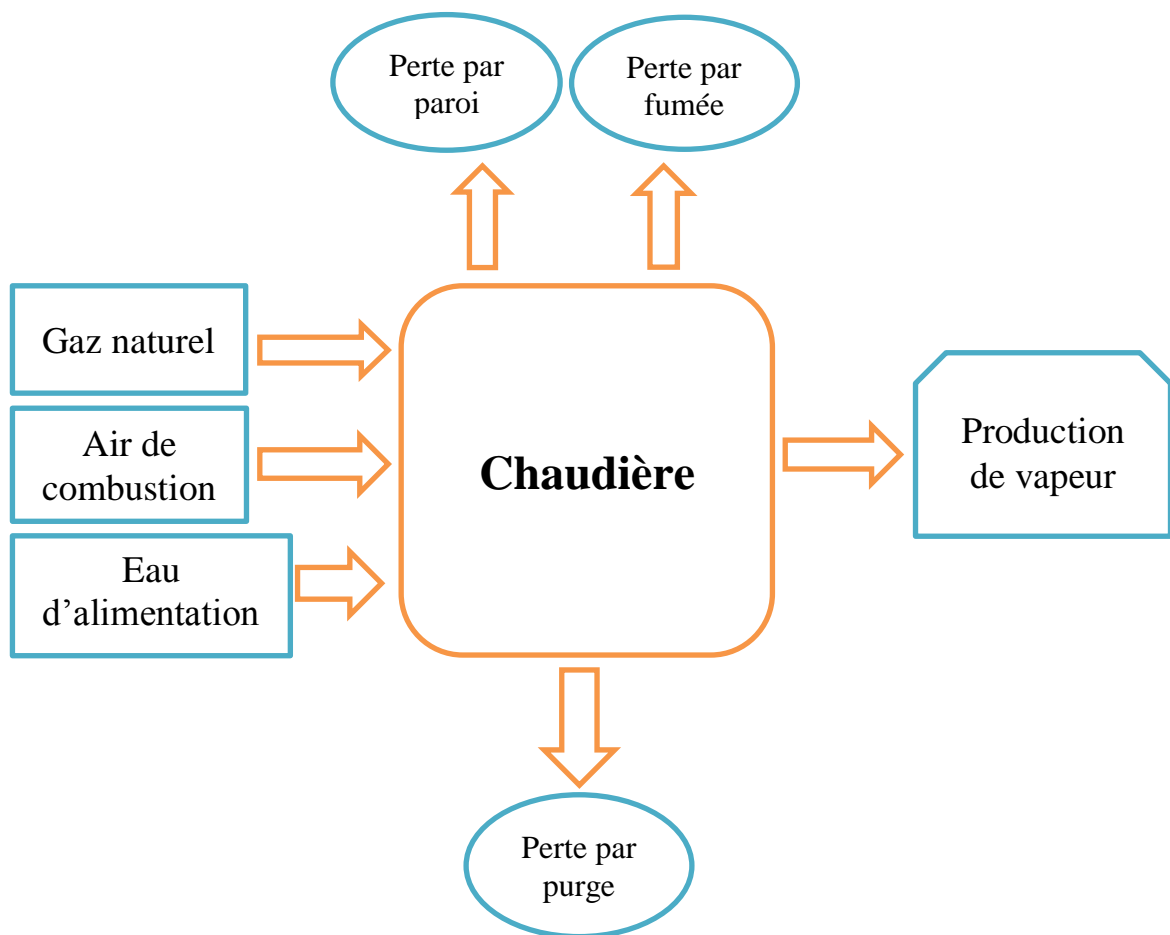 Perte par
paroi
Perte par
fumée
Gaz naturel
Air de
combustion
Eau
d’alimentation
Chaudière
Production
de vapeur
Perte par
purge